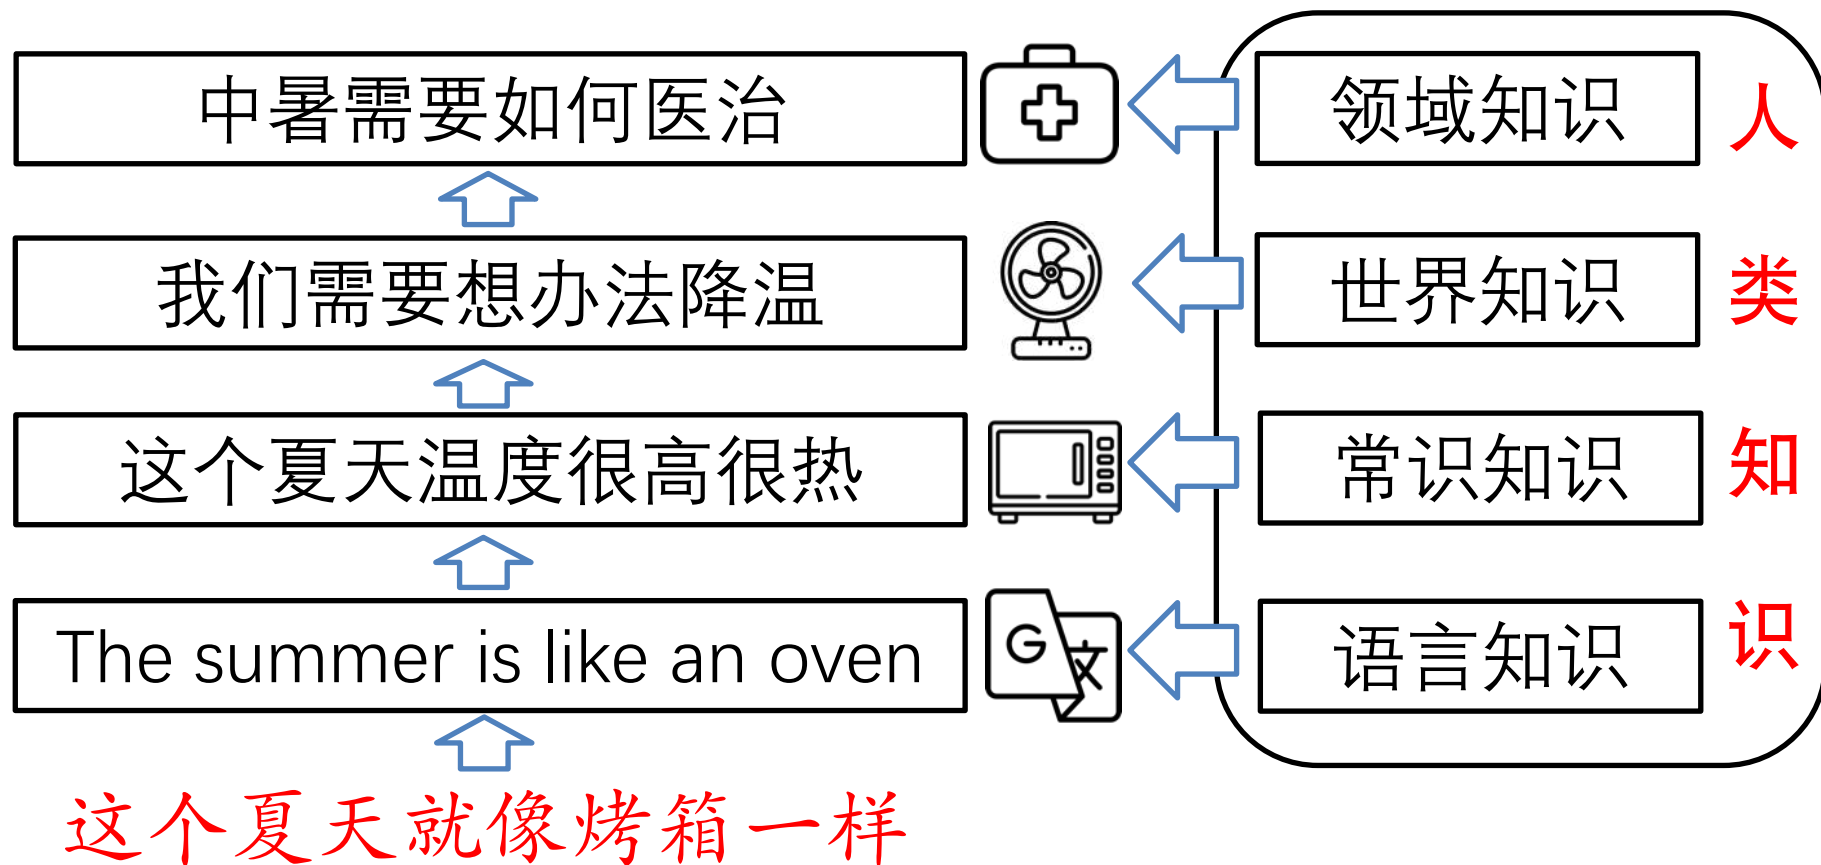 中暑需要如何医治
领域知识
我们需要想办法降温
世界知识
这个夏天温度很高很热
常识知识
The summer is like an oven
G 文
语言知识
这个夏天就像烤箱一样
人类知识